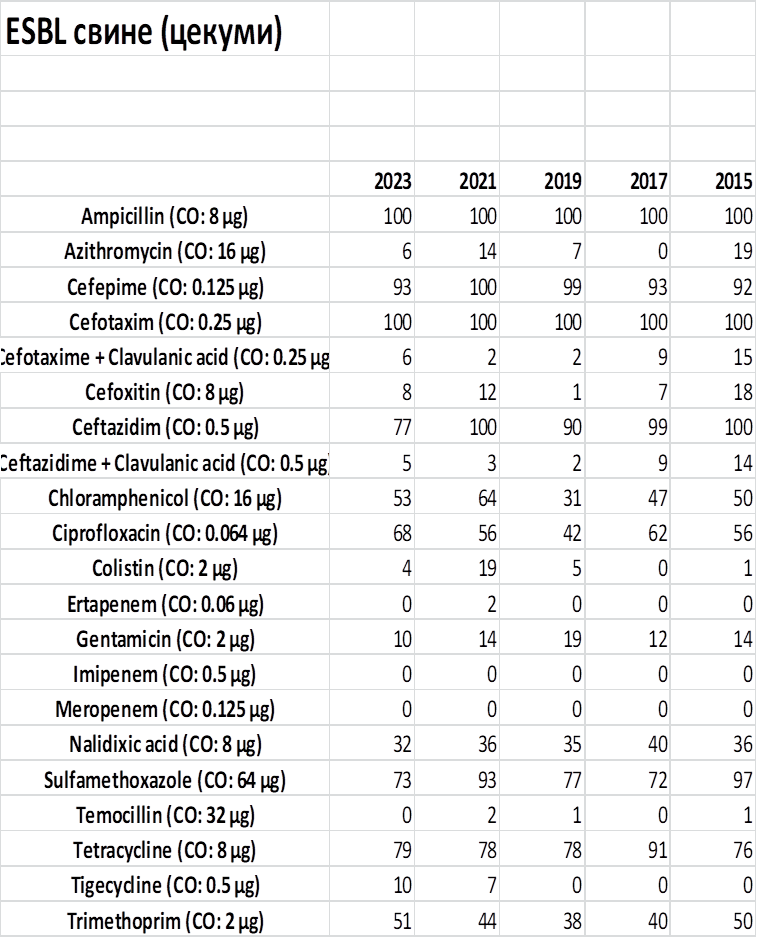 ESBL свине (цекуми)
2023 2021 2019 2017 2015
Ampicillin (CO: 8 µg) 100 100 100 100 100
Azithromycin (CO: 16 µg) 6 14 7 0 19
Cefepime (CO: 0.125 µg) 93 100 99 93 92
Cefotaxim (CO: 0.25 µg) 100 100 100 100 100
Cefotaxime + Clavulanic acid (CO: 0.25 µg 6 2 2 9 15
Cefoxitin (CO: 8 µg) 8 12 1 7 18
Ceftazidim (CO: 0.5 µg) 77 100 90 99 100
Ceftazidime + Clavulanic acid (CO: 0.5 µg) 5 3 2 9 14
Chloramphenicol (CO: 16 µg) 53 64 31 47 50
Ciprofloxacin (CO: 0.064 µg) 68 56 42 62 56
Colistin (CO: 2 µg) 4 19 5 0 1
Ertapenem (CO: 0.06 µg) 0 2 0 0 0
Gentamicin (CO: 2 µg) 10 14 19 12 14
Imipenem (CO: 0.5 µg) 0 0 0 0 0
Meropenem (CO: 0.125 µg) 0 0 0 0 0
Nalidixic acid (CO: 8 µg) 32 36 35 40 36
Sulfamethoxazole (CO: 64 µg) 73 93 77 72 97
Temocillin (CO: 32 µg) 0 2 1 0 1
Tetracycline (CO: 8 µg) 79 78 78 91 76
Tigecycline (CO: 0.5 µg) 10 7 0 0 0
Trimethoprim (CO: 2 µg) 51 44 38 40 50